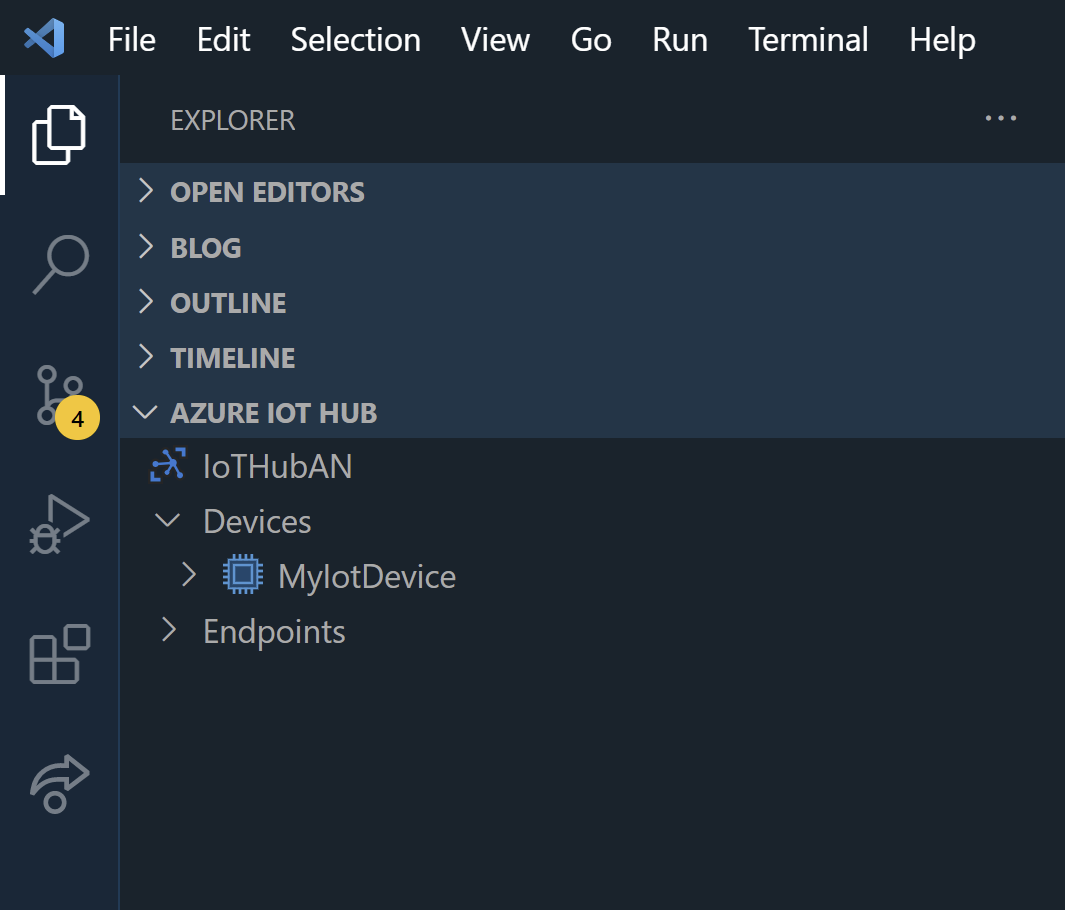 File Edit Selection View Go Run Terminal Help
EXPLORER
OPEN EDITORS
BLOG
OUTLINE
TIMELINE
4
AZURE IOT HUB
IoTHubAN
Devices
MyIotDevice
Endpoints